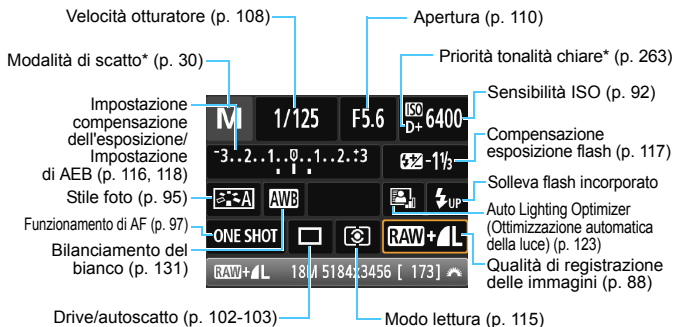 Velocità otturatore (p. 108)
Apertura (p. 110)
Modalità di scatto* (p. 30)
Priorità tonalità chiare* (p. 263)
Sensibilità ISO (p. 92)
Impostazione
compensazione
dell'esposizione/
Impostazione
di AEB (p. 116, 118)
Compensazione
esposizione flash (p. 117)
Stile foto (p. 95)
Solleva flash incorporato
Funzionamento di AF (p. 97)
Auto Lighting Optimizer
(Ottimizzazione automatica
della luce) (p. 123)
Bilanciamento del
bianco (p. 131)
Qualità di registrazione
delle immagini (p. 88)
Drive/autoscatto (p. 102-103)
Modo lettura (p. 115)
M 1/125 F5.6 ISO D+ 6400
-3..2..1..0..1..2.+3 -1⅓
A AWB UP
ONE SHOT RAW+L
RAW+L 18M 5184x3456 [ 173]